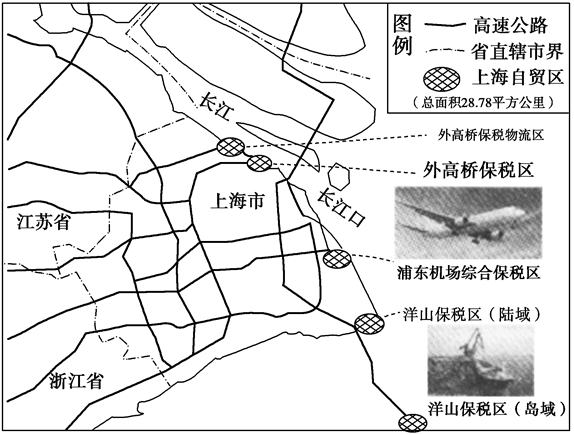 图例
高速公路
省直辖市界
上海自贸区
（总面积28.78平方公里）
长江
外高桥保税物流区
外高桥保税区
上海市
长江口
江苏省
浦东机场综合保税区
洋山保税区（陆域）
浙江省
洋山保税区（岛域）